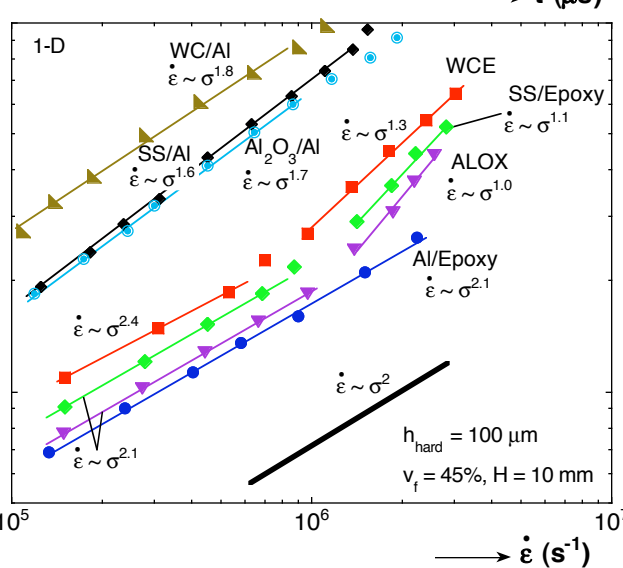 t (μs)
1-D
WC/Al
ε̇ ~ σ^1.8
WCE
SS/Epoxy
ε̇ ~ σ^1.1
ε̇ ~ σ^1.3
SS/Al
ε̇ ~ σ^1.6
Al₂O₃/Al
ε̇ ~ σ^1.7
ALOX
ε̇ ~ σ^1.0
Al/Epoxy
ε̇ ~ σ^2.1
ε̇ ~ σ^2.4
ε̇ ~ σ^2
ε̇ ~ σ^2.1
h_hard = 100 μm
v_f = 45%, H = 10 mm
10^5 10^6
ε̇ (s^-1)